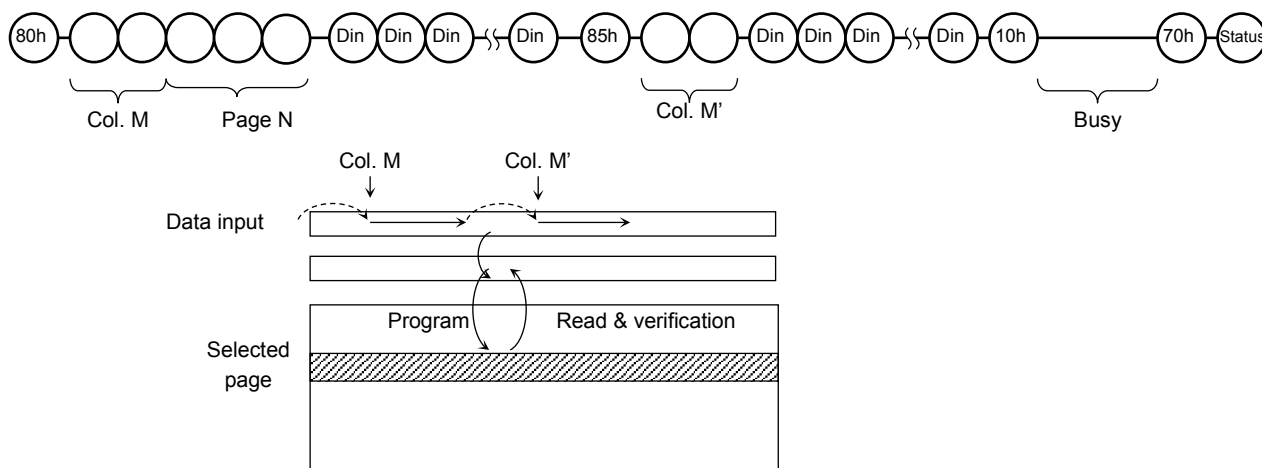 80h Din Din Din Din 85h Din Din Din Din 10h 70h Status
Col. M Page N Col. M’ Busy
Col. M Col. M’
Data input
Program Read & verification
Selected
page